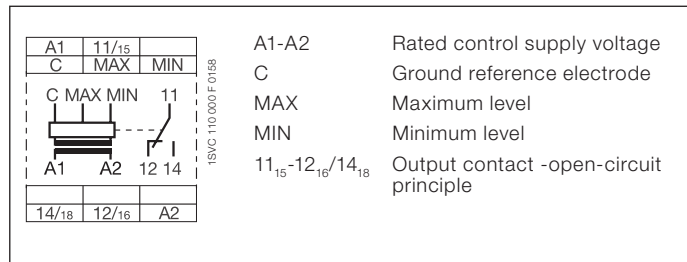 A1 11/15
C MAX MIN
C MAX MIN 11
A1 A2 12 14
14/18 12/16 A2
1SVC 110 000 F 0158
A1-A2 Rated control supply voltage
C Ground reference electrode
MAX Maximum level
MIN Minimum level
11₁₅-12₁₆/14₁₈ Output contact -open-circuit
principle